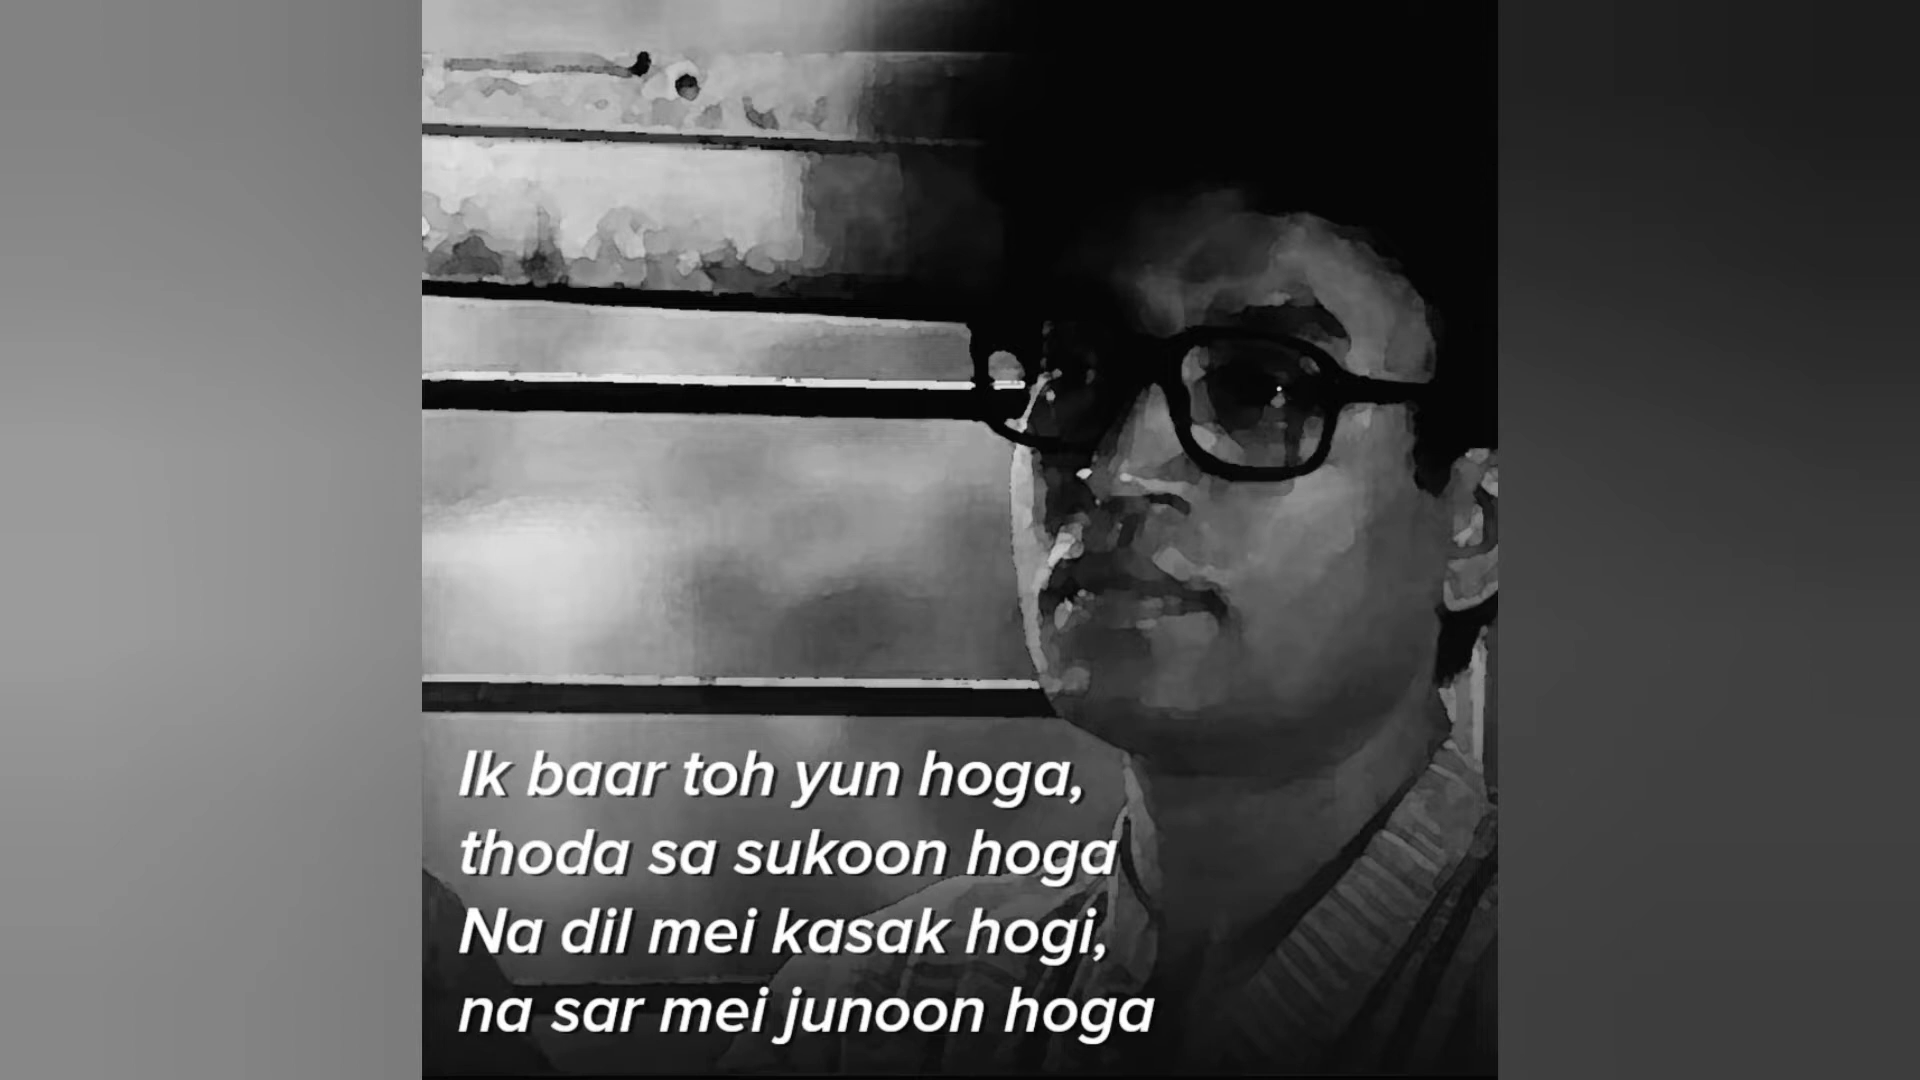 Ik baar toh yun hoga,
thoda sa sukoon hoga
Na dil mei kasak hogi,
na sar mei junoon hoga